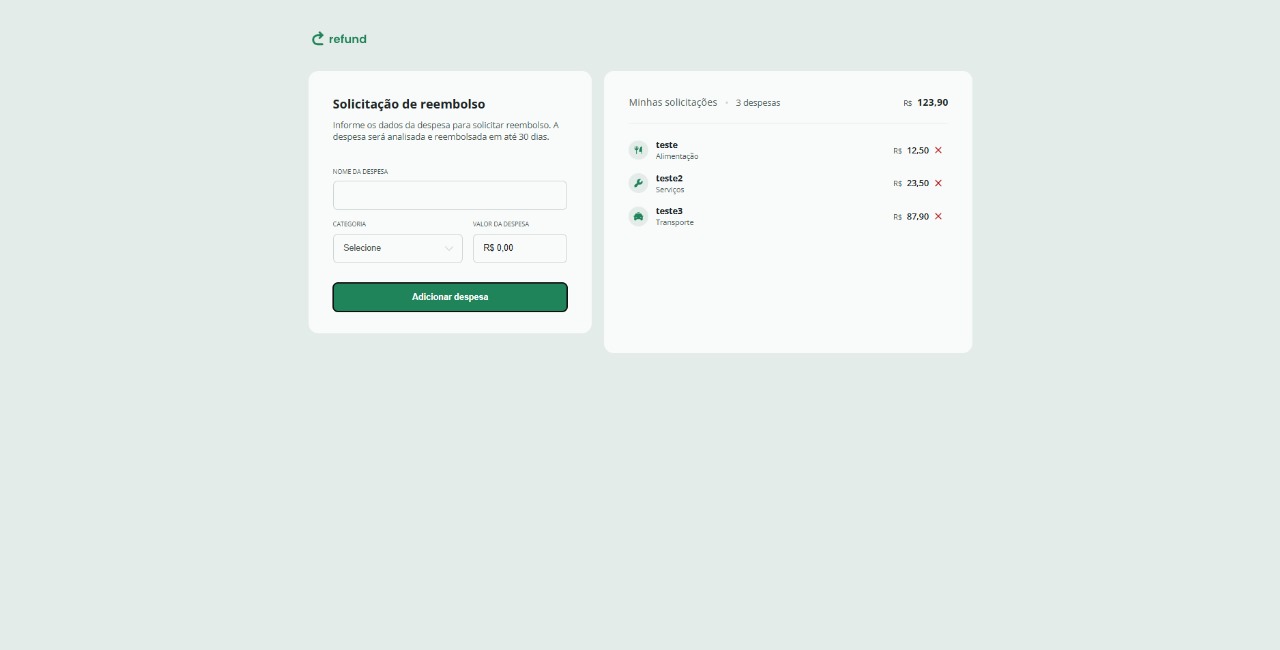 refund
Solicitação de reembolso
Informe os dados da despesa para solicitar reembolso. A
despesa será analisada e reembolsada em até 30 dias.
NOME DA DESPESA
CATEGORIA
VALOR DA DESPESA
Selecione
R$ 0,00
Adicionar despesa
Minhas solicitações • 3 despesas
R$ 123,90
teste
Alimentação
R$ 12,50
teste2
Serviços
R$ 23,50
teste3
Transporte
R$ 87,90